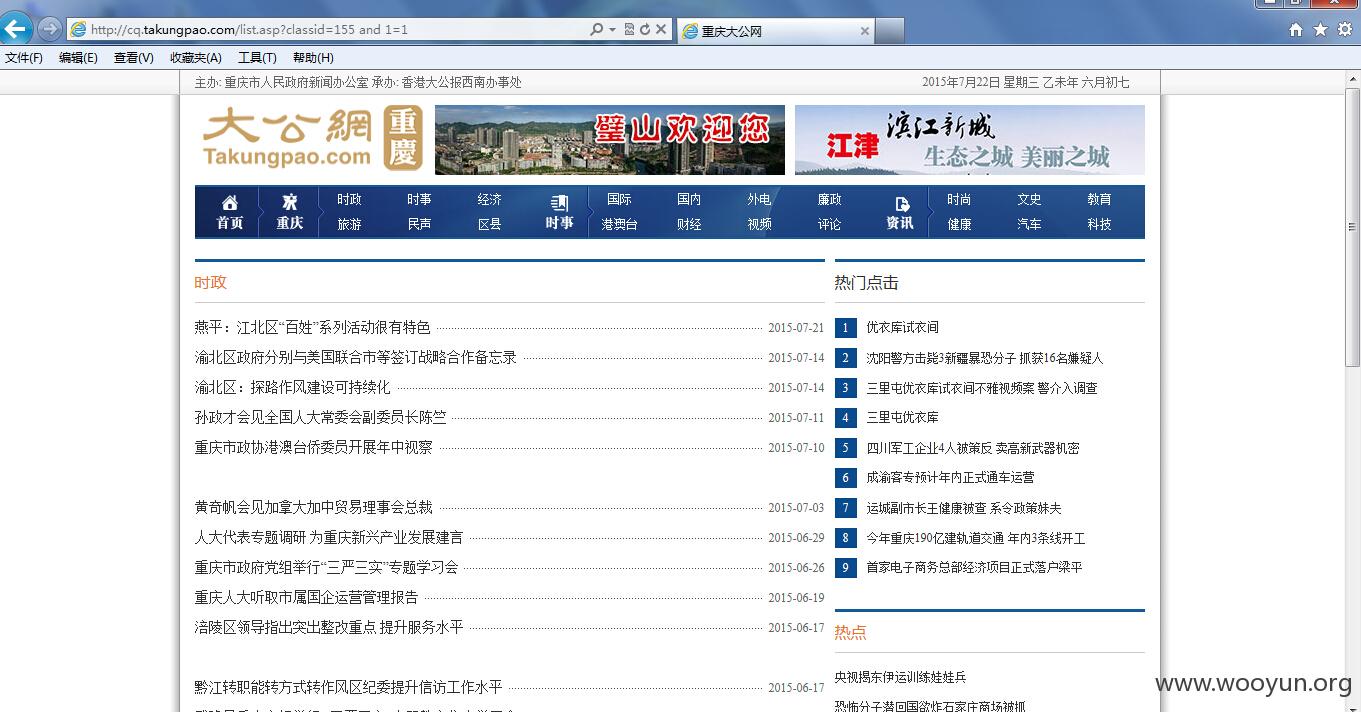 http://cq.takungpao.com/list.asp?classid=155 and 1=1
重庆大公网
文件(F) 编辑(E) 查看(V) 收藏夹(A) 工具(T) 帮助(H)
主办: 重庆市人民政府新闻办公室 承办: 香港大公报西南办事处
2015年7月22日 星期三 乙未年 六月初七
大公網 重慶
Takungpao.com
璧山欢迎您
江津 滨江新城
生态之城 美丽之城
首页 重庆 时政 时事 经济 时事 国际 国内 外电 廉政 资讯 时尚 文史 教育
旅游 民声 区县 港澳台 财经 视频 评论 健康 汽车 科技
时政
燕平：江北区“百姓”系列活动很有特色 2015-07-21
渝北区政府分别与美国联合市等签订战略合作备忘录 2015-07-14
渝北区：探路作风建设可持续化 2015-07-14
孙政才会见全国人大常委会副委员长陈竺 2015-07-11
重庆市政协港澳台侨委员开展年中视察 2015-07-10
黄奇帆会见加拿大加中贸易理事会总裁 2015-07-03
人大代表专题调研 为重庆新兴产业发展建言 2015-06-29
重庆市政府党组举行“三严三实”专题学习会 2015-06-26
重庆人大听取市属国企运营管理报告 2015-06-19
涪陵区领导指出突出整改重点 提升服务水平 2015-06-17
黔江转职能转方式转作风区纪委提升信访工作水平 2015-06-17
热门点击
1 优衣库试衣间
2 沈阳警方击毙3新疆暴恐分子 抓获16名嫌疑人
3 三里屯优衣库试衣间不雅视频案 警介入调查
4 三里屯优衣库
5 四川军工企业4人被策反 卖高新武器机密
6 成渝客专预计年内正式通车运营
7 运城副市长王健康被查 系令政策妹夫
8 今年重庆190亿建轨道交通 年内3条线开工
9 首家电子商务总部经济项目正式落户梁平
热点
央视揭东伊运训练娃娃兵
恐怖分子潜回国欲炸石家庄商场被抓
www.wooyun.org